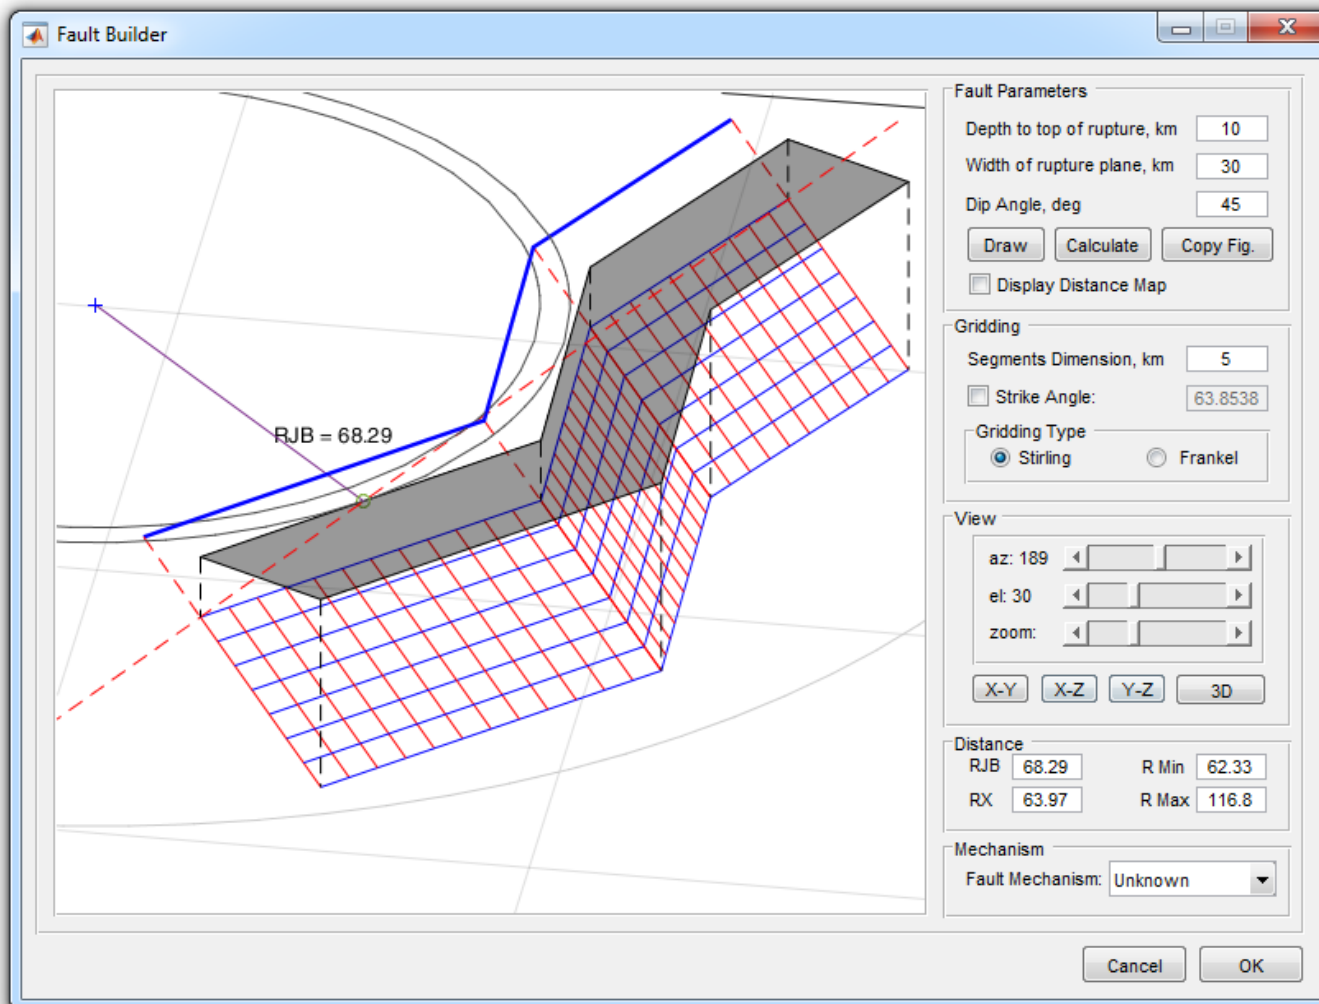 Fault Builder
RJB = 68.29
Fault Parameters
Depth to top of rupture, km 10
Width of rupture plane, km 30
Dip Angle, deg 45
Draw Calculate Copy Fig.
Display Distance Map
Gridding
Segments Dimension, km 5
Strike Angle: 63.8538
Gridding Type
Stirling Frankel
View
az: 189
el: 30
zoom:
X-Y X-Z Y-Z 3D
Distance
RJB 68.29 R Min 62.33
RX 63.97 R Max 116.8
Mechanism
Fault Mechanism: Unknown
Cancel OK